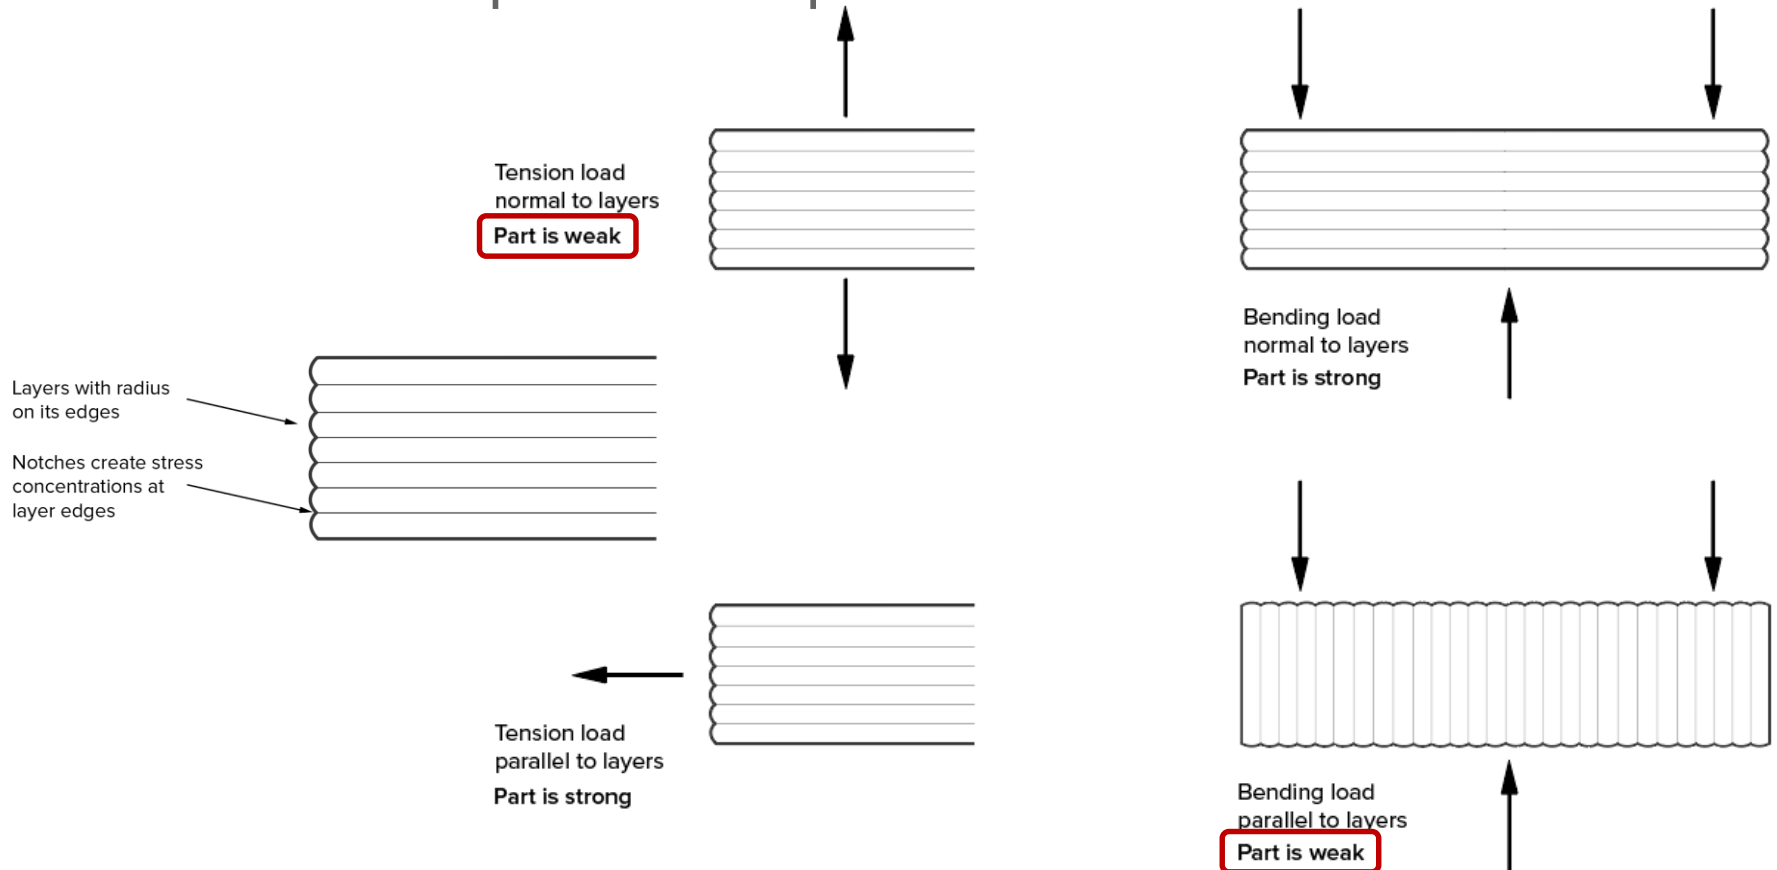 Tension load
normal to layers
Part is weak
Layers with radius
on its edges
Notches create stress
concentrations at
layer edges
Tension load
parallel to layers
Part is strong
Bending load
normal to layers
Part is strong
Bending load
parallel to layers
Part is weak